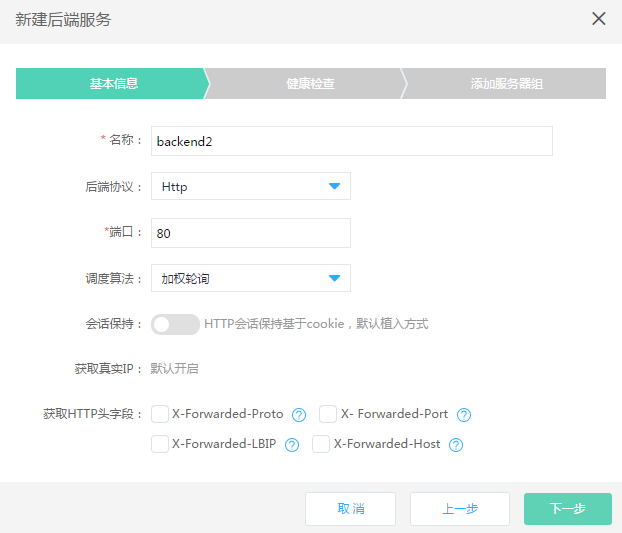 新建后端服务
基本信息 健康检查 添加服务器组
* 名称： backend2
后端协议： Http
*端口： 80
调度算法： 加权轮询
会话保持： HTTP会话保持基于cookie，默认植入方式
获取真实IP： 默认开启
获取HTTP头字段： X-Forwarded-Proto ? X- Forwarded-Port ?
X-Forwarded-LBIP ? X-Forwarded-Host ?
取 消 上一步 下一步